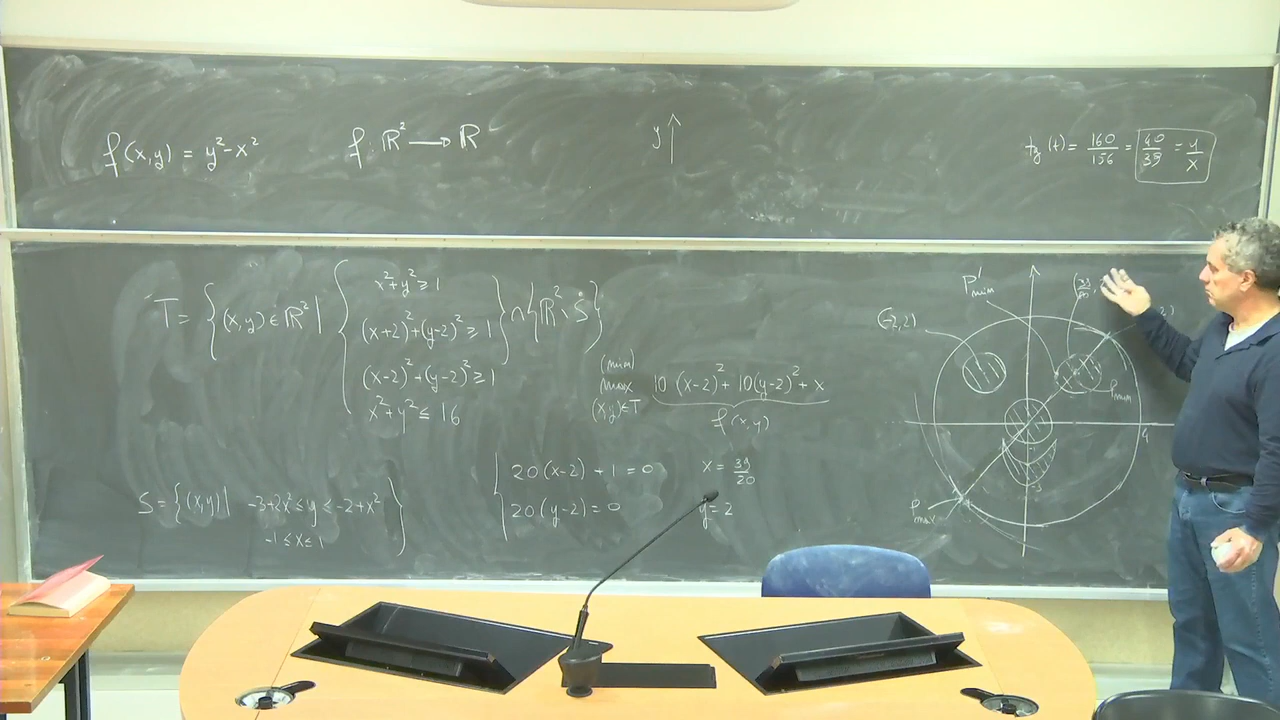 f(x,y) = y²-x²
f: ℝ² → ℝ
y
tg(t) = 160/156 = 40/39 = y/x
T = { (x,y) ∈ ℝ² | { x²+y² ≥ 1
(x+2)²+(y-2)² ≥ 1
(x-2)²+(y-2)² ≥ 1
x²+y² ≤ 16 } ∩ {ℝ² \ S}
(min)
max
(x,y)∈T
10(x-2)²+10(y-2)²+x
f(x,y)
{ 20(x-2)+1=0
20(y-2)=0
x = 39/20
y = 2
S = {(x,y) | -3+2x² ≤ y ≤ -2+x²
-1 ≤ x ≤ 1 }
P'min
(-2,2)
Pmin
4
-3
Pmax